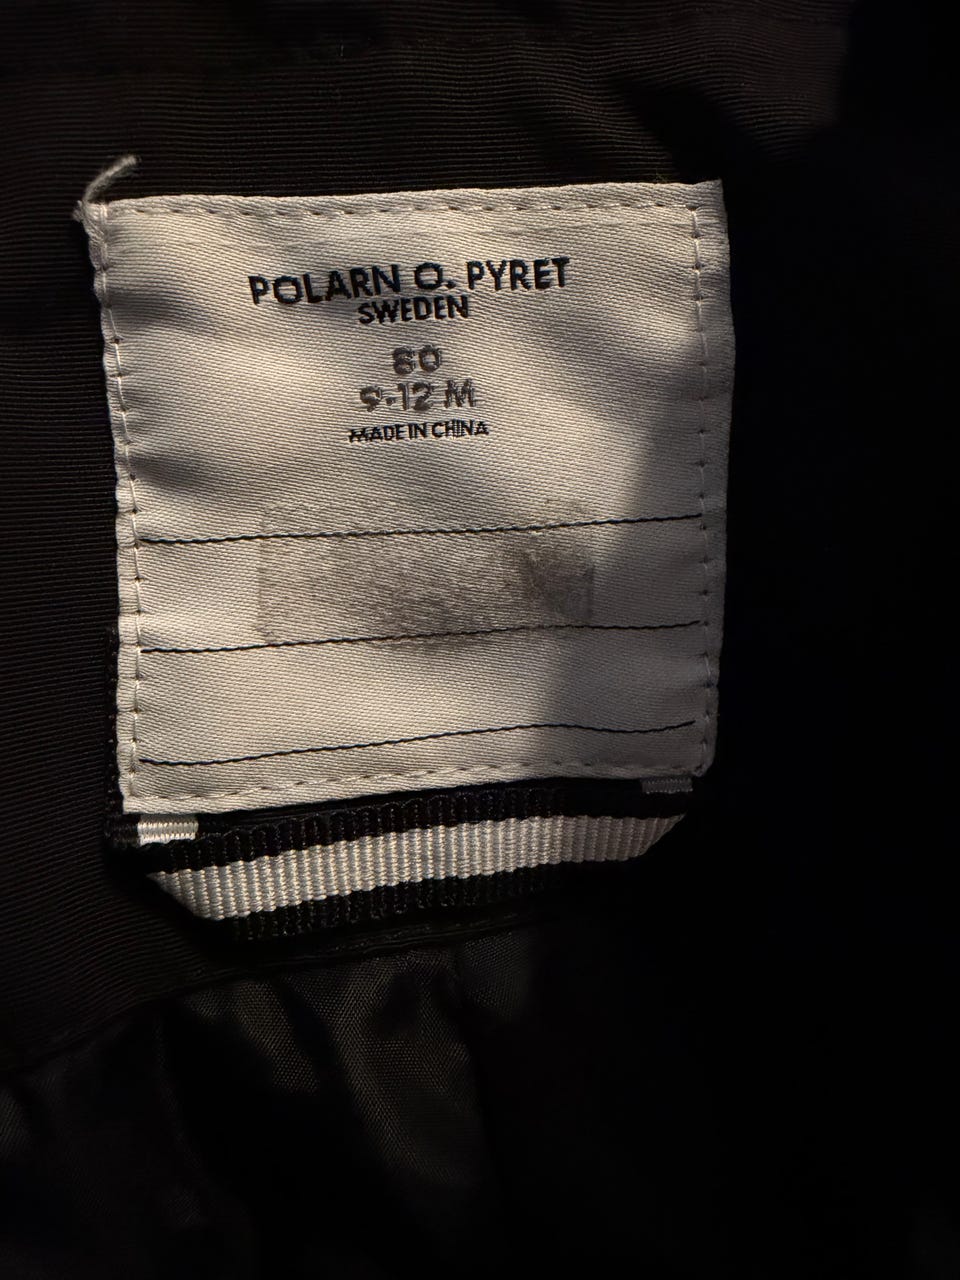 POLARN O. PYRET
SWEDEN
80
9-12 M
MADE IN CHINA